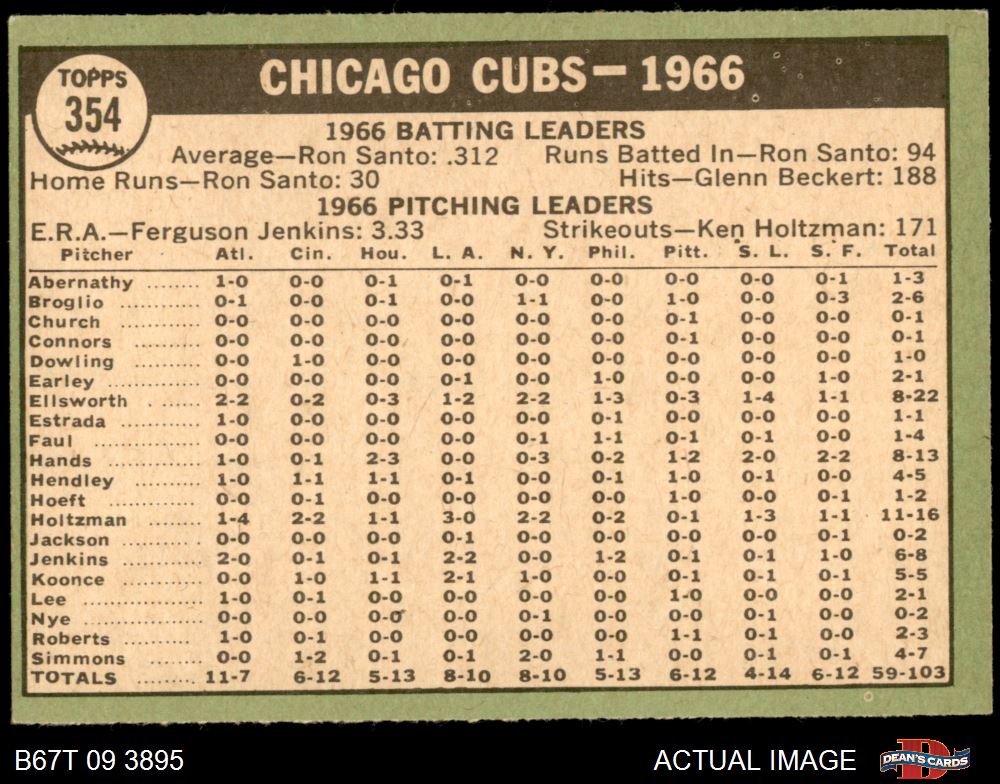 TOPPS
354
CHICAGO CUBS—1966
1966 BATTING LEADERS
Average—Ron Santo: .312 Runs Batted In—Ron Santo: 94
Home Runs—Ron Santo: 30 Hits—Glenn Beckert: 188
1966 PITCHING LEADERS
E.R.A.—Ferguson Jenkins: 3.33 Strikeouts—Ken Holtzman: 171
Pitcher Atl. Cin. Hou. L. A. N. Y. Phil. Pitt. S. L. S. F. Total
Abernathy ........ 1-0 0-0 0-1 0-1 0-0 0-0 0-0 0-0 0-1 1-3
Broglio ........... 0-1 0-0 0-0 0-0 1-1 0-0 1-0 0-0 0-3 2-6
Church ............ 0-0 0-0 0-0 0-0 0-0 0-0 0-1 0-0 0-0 0-1
Connors .......... 0-0 0-0 0-0 0-0 0-0 0-0 0-1 0-0 0-0 0-1
Dowling .......... 0-0 1-0 0-0 0-0 0-0 0-0 0-0 0-0 0-0 1-0
Earley ............. 0-0 0-0 0-0 0-1 0-0 1-0 0-0 0-0 1-0 2-1
Ellsworth . ...... 2-2 0-2 0-3 1-2 2-2 1-3 0-3 1-4 1-1 8-22
Estrada ........... 1-0 0-0 0-0 0-0 0-0 0-1 0-0 0-0 0-0 1-1
Faul ............... 0-0 0-0 0-0 0-0 0-1 1-1 0-1 0-1 0-0 1-4
Hands ............. 1-0 0-1 2-3 0-0 0-3 0-2 1-2 2-0 2-2 8-13
Hendley .......... 1-0 1-1 1-1 0-1 0-0 0-1 1-0 0-0 0-1 4-5
Hoeft .............. 0-0 0-1 0-0 0-0 0-0 0-0 1-0 0-0 0-1 1-2
Holtzman ........ 1-4 2-2 1-1 3-0 2-2 0-2 0-1 1-3 1-1 11-16
Jackson ........... 0-0 0-0 0-0 0-1 0-0 0-0 0-0 0-1 0-0 0-2
Jenkins ........... 2-0 0-1 0-1 2-2 0-0 1-2 0-1 0-1 1-0 6-8
Koonce ........... 0-0 1-0 1-1 2-1 1-0 0-0 0-1 0-1 0-1 5-5
Lee ................ 1-0 0-1 0-0 0-0 0-0 0-0 1-0 0-0 0-0 2-1
Nye ................ 0-0 0-0 0-0 0-0 0-1 0-0 0-0 0-1 0-0 0-2
Roberts .......... 1-0 0-1 0-0 0-0 0-0 0-0 1-1 0-1 0-0 2-3
Simmons ........ 0-0 1-2 0-1 0-1 2-0 1-1 0-0 0-1 0-1 4-7
TOTALS ......... 11-7 6-12 5-13 8-10 8-10 5-13 6-12 4-14 6-12 59-103
B67T 09 3895 ACTUAL IMAGE
DEAN'S CARDS